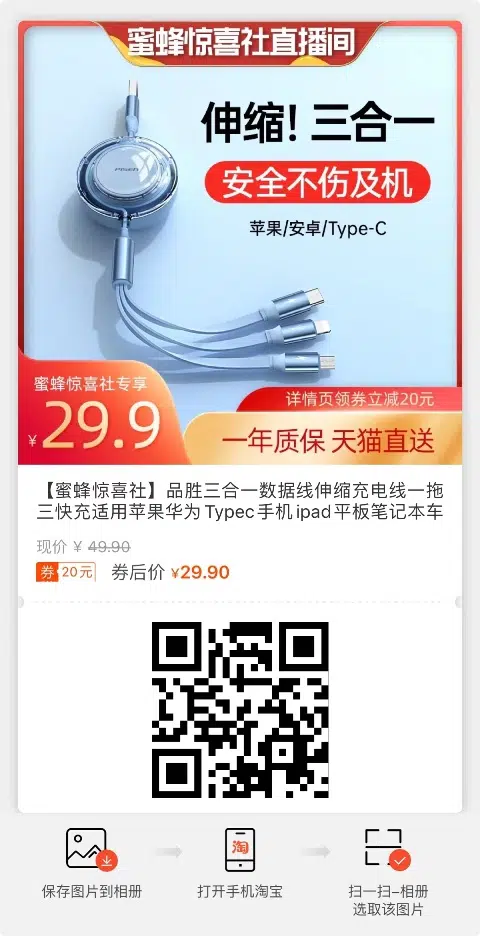 蜜蜂惊喜社直播间
伸缩! 三合一
安全不伤及机
苹果/安卓/Type-C
PISEN
蜜蜂惊喜社专享
¥29.9
详情页领券立减20元
一年质保 天猫直送
【蜜蜂惊喜社】品胜三合一数据线伸缩充电线一拖
三快充适用苹果华为Typec手机ipad平板笔记本车
现价 ¥ 49.90
券 20元 券后价 ¥29.90
淘
保存图片到相册
打开手机淘宝
扫一扫-相册
选取该图片